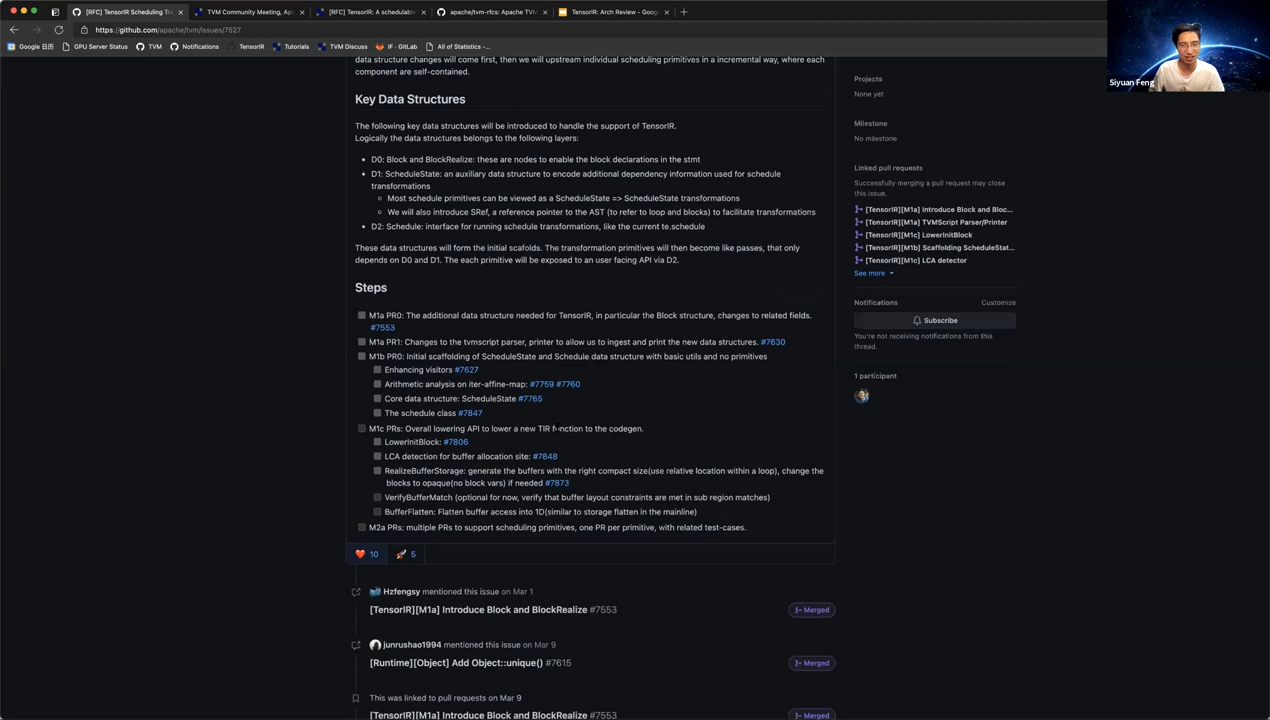 [RFC] TensorIR Scheduling Tra
TVM Community Meeting, Ap
[RFC] TensorIR: A schedulable
apache/tvm-rfcs: Apache TVM
TensorIR: Arch Review - Goog
https://github.com/apache/tvm/issues/7527
Google 日历
GPU Server Status
TVM
Notifications
TensorIR
Tutorials
TVM Discuss
IF · GitLab
All of Statistics -...
Siyuan Feng
data structure changes will come first, then we will upstream individual scheduling primitives in a incremental way, where each
component are self-contained.
Key Data Structures
The following key data structures will be introduced to handle the support of TensorIR.
Logically the data structures belongs to the following layers:
D0: Block and BlockRealize: these are nodes to enable the block declarations in the stmt
D1: ScheduleState: an auxiliary data structure to encode additional dependency information used for schedule
transformations
Most schedule primitives can be viewed as a ScheduleState => ScheduleState transformations
We will also introduce SRef, a reference pointer to the AST (to refer to loop and blocks) to facilitate transformations
D2: Schedule: interface for running schedule transformations, like the current te.schedule
These data structures will form the initial scafolds. The transformation primitives will then become like passes, that only
depends on D0 and D1. The each primitive will be exposed to an user facing API via D2.
Steps
M1a PR0: The additional data structure needed for TensorIR, in particular the Block structure, changes to related fields.
#7553
M1a PR1: Changes to the tvmscript parser, printer to allow us to ingest and print the new data structures. #7630
M1b PR0: Initial scaffolding of ScheduleState and Schedule data structure with basic utils and no primitives
Enhancing visitors #7627
Arithmetic analysis on iter-affine-map: #7759 #7760
Core data structure: ScheduleState #7765
The schedule class #7847
M1c PRs: Overall lowering API to lower a new TIR function to the codegen.
LowerInitBlock: #7806
LCA detection for buffer allocation site: #7848
RealizeBufferStorage: generate the buffers with the right compact size(use relative location within a loop), change the
blocks to opaque(no block vars) if needed #7873
VerifyBufferMatch (optional for now, verify that buffer layout constraints are met in sub region matches)
BufferFlatten: Flatten buffer access into 1D(similar to storage flatten in the mainline)
M2a PRs: multiple PRs to support scheduling primitives, one PR per primitive, with related test-cases.
❤️ 10 🚀 5
Hzfengsy mentioned this issue on Mar 1
[TensorIR][M1a] Introduce Block and BlockRealize #7553
Merged
junrushao1994 mentioned this issue on Mar 9
[Runtime][Object] Add Object::unique() #7615
Merged
This was linked to pull requests on Mar 9
[TensorIR][M1a] Introduce Block and BlockRealize #7553
Merged
Projects
None yet
Milestone
No milestone
Linked pull requests
Successfully merging a pull request may close
this issue.
[TensorIR][M1a] Introduce Block and Bloc...
[TensorIR][M1a] TVMScript Parser/Printer
[TensorIR][M1c] LowerInitBlock
[TensorIR][M1b] Scaffolding ScheduleStat...
[TensorIR][M1c] LCA detector
See more
Notifications
Customize
Subscribe
You're not receiving notifications from this
thread.
1 participant